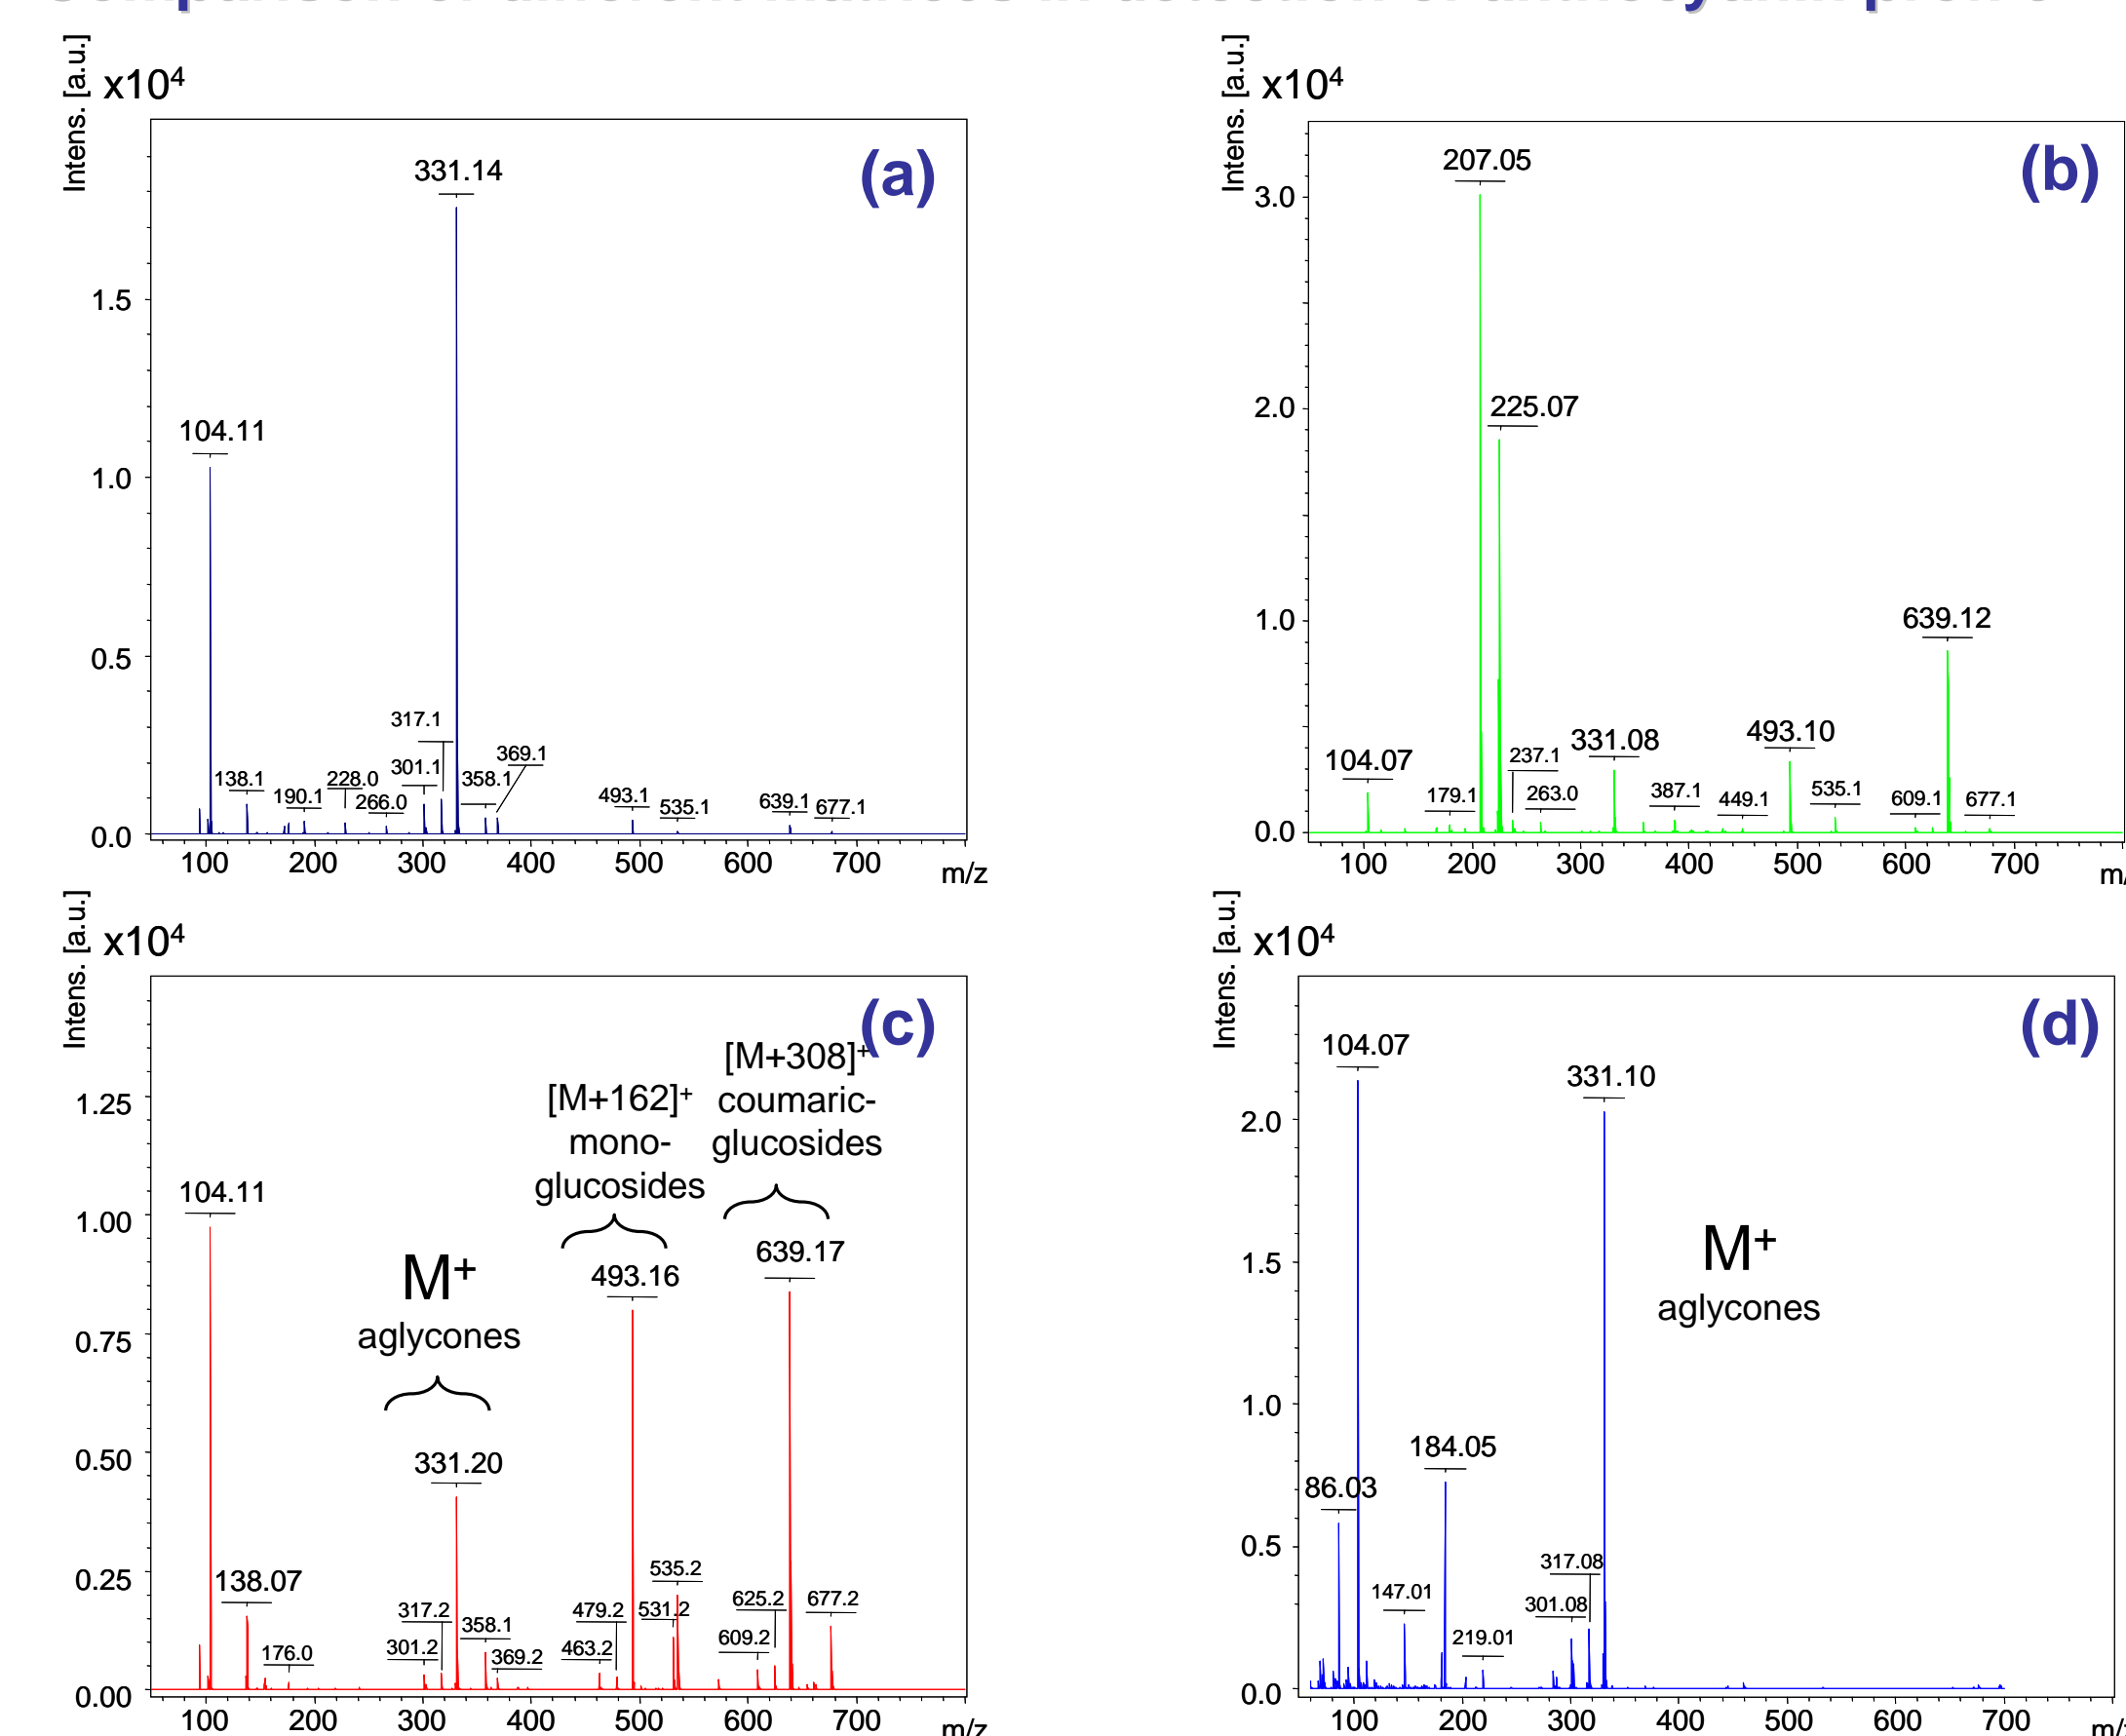 Comparison of different matrices in detection of anthocyanin profile
Intens. [a.u.]
x10⁴
(a)
331.14
1.5
104.11
1.0
0.5
317.1
369.1
301.1
358.1
138.1
228.0
190.1
266.0
493.1
535.1
639.1
677.1
0.0
100 200 300 400 500 600 700
m/z
Intens. [a.u.]
x10⁴
(b)
207.05
3.0
225.07
2.0
1.0
639.12
493.10
331.08
104.07
237.1
179.1
263.0
387.1
449.1
535.1
609.1
677.1
0.0
100 200 300 400 500 600 700
Intens. [a.u.]
x10⁴
(c)
[M+308]⁺
coumaric-
glucosides
[M+162]⁺
mono-
glucosides
1.25
104.11
1.00
639.17
493.16
M⁺
aglycones
0.75
331.20
0.50
138.07
535.2
0.25
317.2
358.1
479.2
531.2
625.2
677.2
301.2
176.0
369.2
463.2
609.2
0.00
100 200 300 400 500 600 700
m/z
Intens. [a.u.]
x10⁴
(d)
104.07
331.10
2.0
M⁺
aglycones
1.5
1.0
184.05
86.03
0.5
317.08
147.01
301.08
219.01
0.0
100 200 300 400 500 600 700